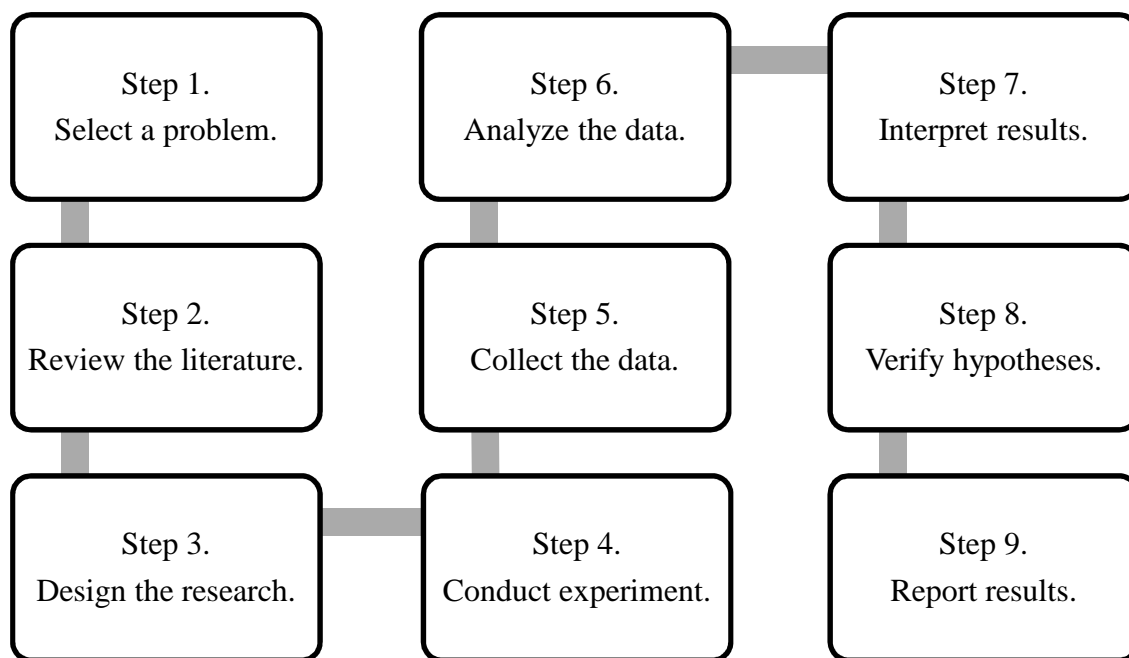 Step 1.
Select a problem.
Step 2.
Review the literature.
Step 3.
Design the research.
Step 4.
Conduct experiment.
Step 5.
Collect the data.
Step 6.
Analyze the data.
Step 7.
Interpret results.
Step 8.
Verify hypotheses.
Step 9.
Report results.